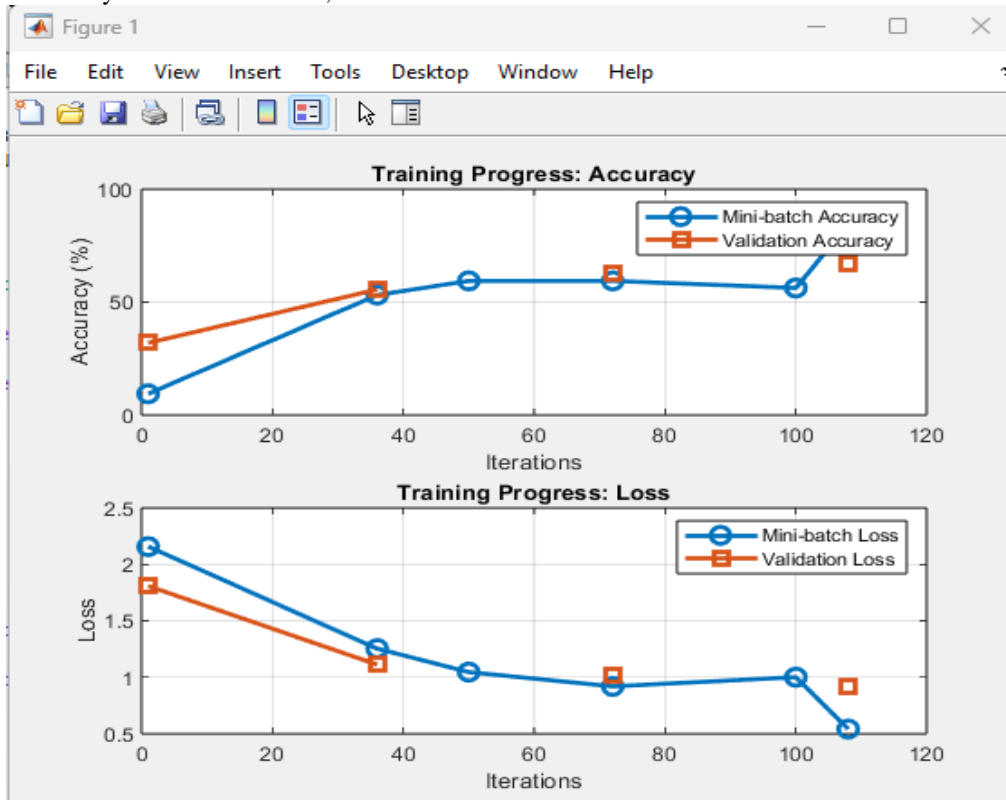 Figure 1
File Edit View Insert Tools Desktop Window Help
Training Progress: Accuracy
Accuracy (%)
100
50
0
0 20 40 60 80 100 120
Iterations
Mini-batch Accuracy
Validation Accuracy
Training Progress: Loss
Loss
2.5
2
1.5
1
0.5
0 20 40 60 80 100 120
Iterations
Mini-batch Loss
Validation Loss